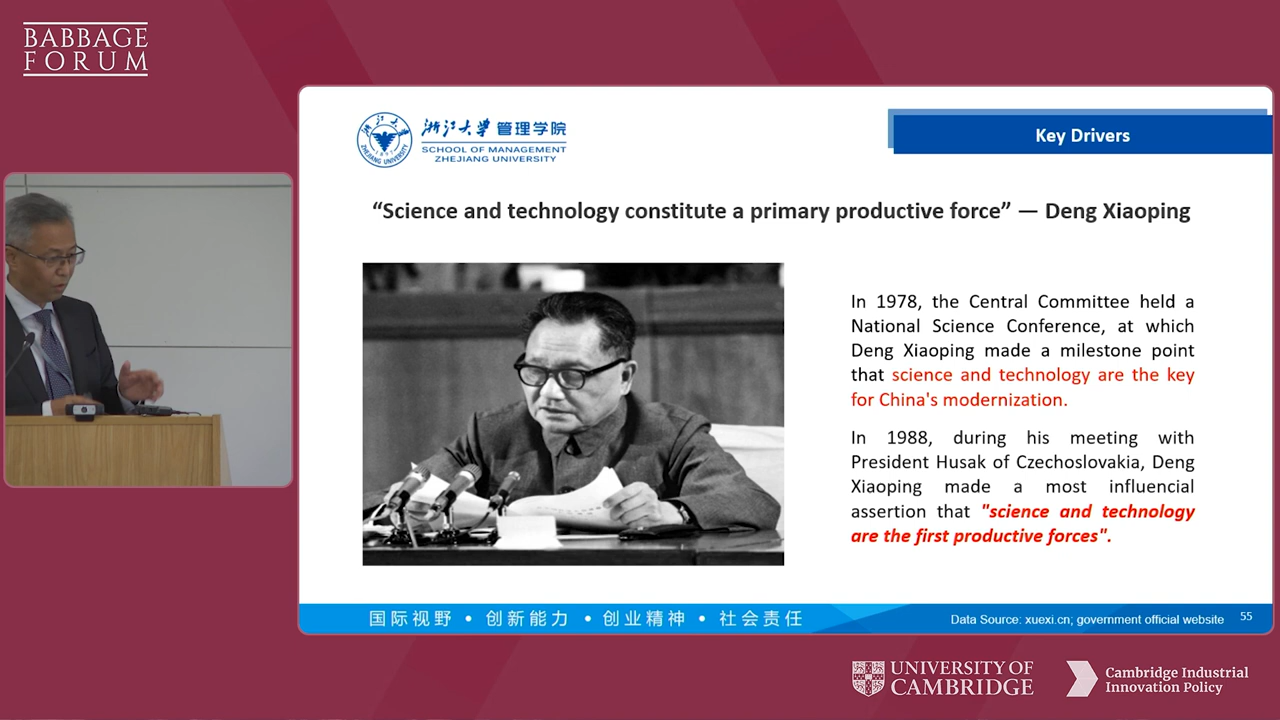 BABBAGE
FORUM
浙江大学 管理学院
SCHOOL OF MANAGEMENT
ZHEJIANG UNIVERSITY
ZHEJIANG UNIVERSITY
Key Drivers
“Science and technology constitute a primary productive force” — Deng Xiaoping
In 1978, the Central Committee held a
National Science Conference, at which
Deng Xiaoping made a milestone point
that science and technology are the key
for China's modernization.
In 1988, during his meeting with
President Husak of Czechoslovakia, Deng
Xiaoping made a most influential
assertion that "science and technology
are the first productive forces".
国际视野 • 创新能力 • 创业精神 • 社会责任
Data Source: xuexi.cn; government official website
55
UNIVERSITY OF
CAMBRIDGE
Cambridge Industrial
Innovation Policy